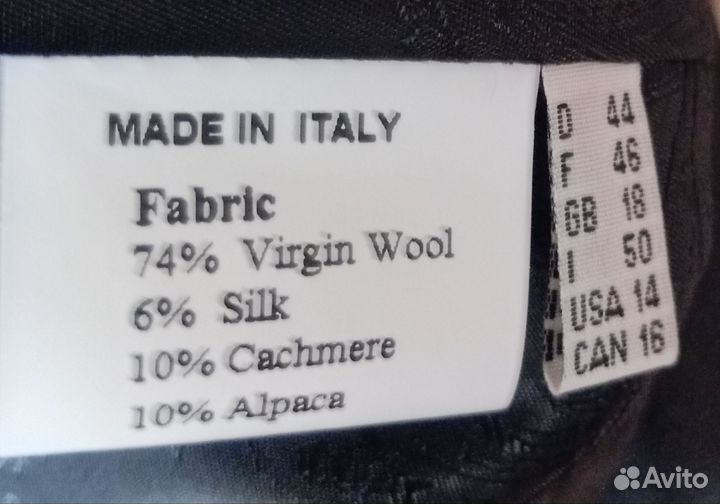 MADE IN ITALY
Fabric
74% Virgin Wool
6% Silk
10% Cachmere
10% Alpaca
D 44
F 46
GB 18
I 50
USA 14
CAN 16
Avito